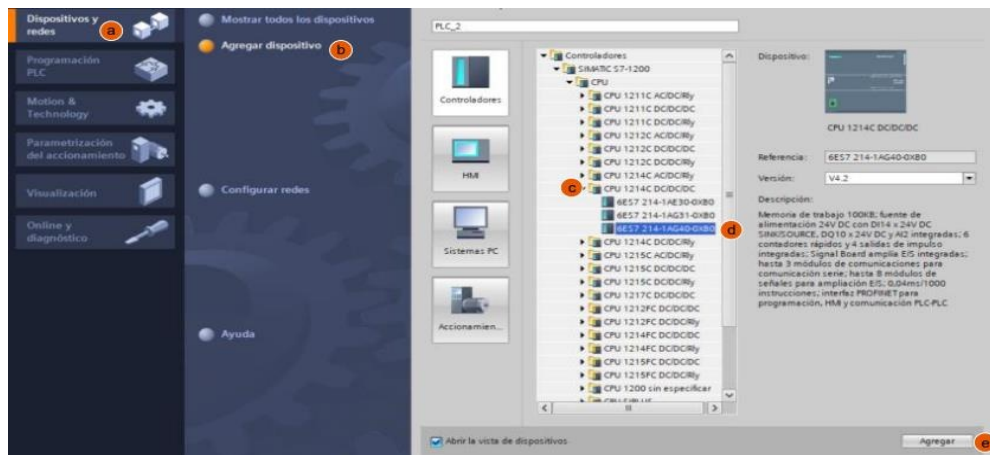 Dispositivos y
redes
a
Programación
PLC
Motion &
Technology
Parametrización
del accionamiento
Visualización
Online y
diagnóstico
Mostrar todos los dispositivos
Agregar dispositivo
b
Configurar redes
Ayuda
PLC_2
Controladores
HMI
Sistemas PC
Accionamien...
Controladores
SIMATIC S7-1200
CPU
CPU 1211C AC/DC/Rly
CPU 1211C DC/DC/DC
CPU 1211C DC/DC/Rly
CPU 1212C AC/DC/Rly
CPU 1212C DC/DC/DC
CPU 1212C DC/DC/Rly
CPU 1214C AC/DC/Rly
c
CPU 1214C DC/DC/DC
6ES7 214-1AE30-0XB0
6ES7 214-1AG31-0XB0
6ES7 214-1AG40-0XB0
d
CPU 1214C DC/DC/Rly
CPU 1215C AC/DC/Rly
CPU 1215C DC/DC/DC
CPU 1215C DC/DC/Rly
CPU 1217C DC/DC/DC
CPU 1212FC DC/DC/DC
CPU 1212FC DC/DC/Rly
CPU 1214FC DC/DC/DC
CPU 1214FC DC/DC/Rly
CPU 1215FC DC/DC/DC
CPU 1215FC DC/DC/Rly
CPU 1200 sin especificar
Dispositivo:
CPU 1214C DC/DC/DC
Referencia: 6ES7 214-1AG40-0XB0
Versión: V4.2
Descripción:
Memoria de trabajo 100KB; fuente de
alimentación 24V DC con DI14 x 24V DC
SINK/SOURCE, DQ10 x 24V DC y AI2 integradas; 6
contadores rápidos y 4 salidas de impulso
integradas; Signal Board amplía E/S integradas;
hasta 3 módulos de comunicaciones para
comunicación serie; hasta 8 módulos de
señales para ampliación E/S; 0,04ms/1000
instrucciones; interfaz PROFINET para
programación, HMI y comunicación PLC-PLC
Abrir la vista de dispositivos
Agregar
e